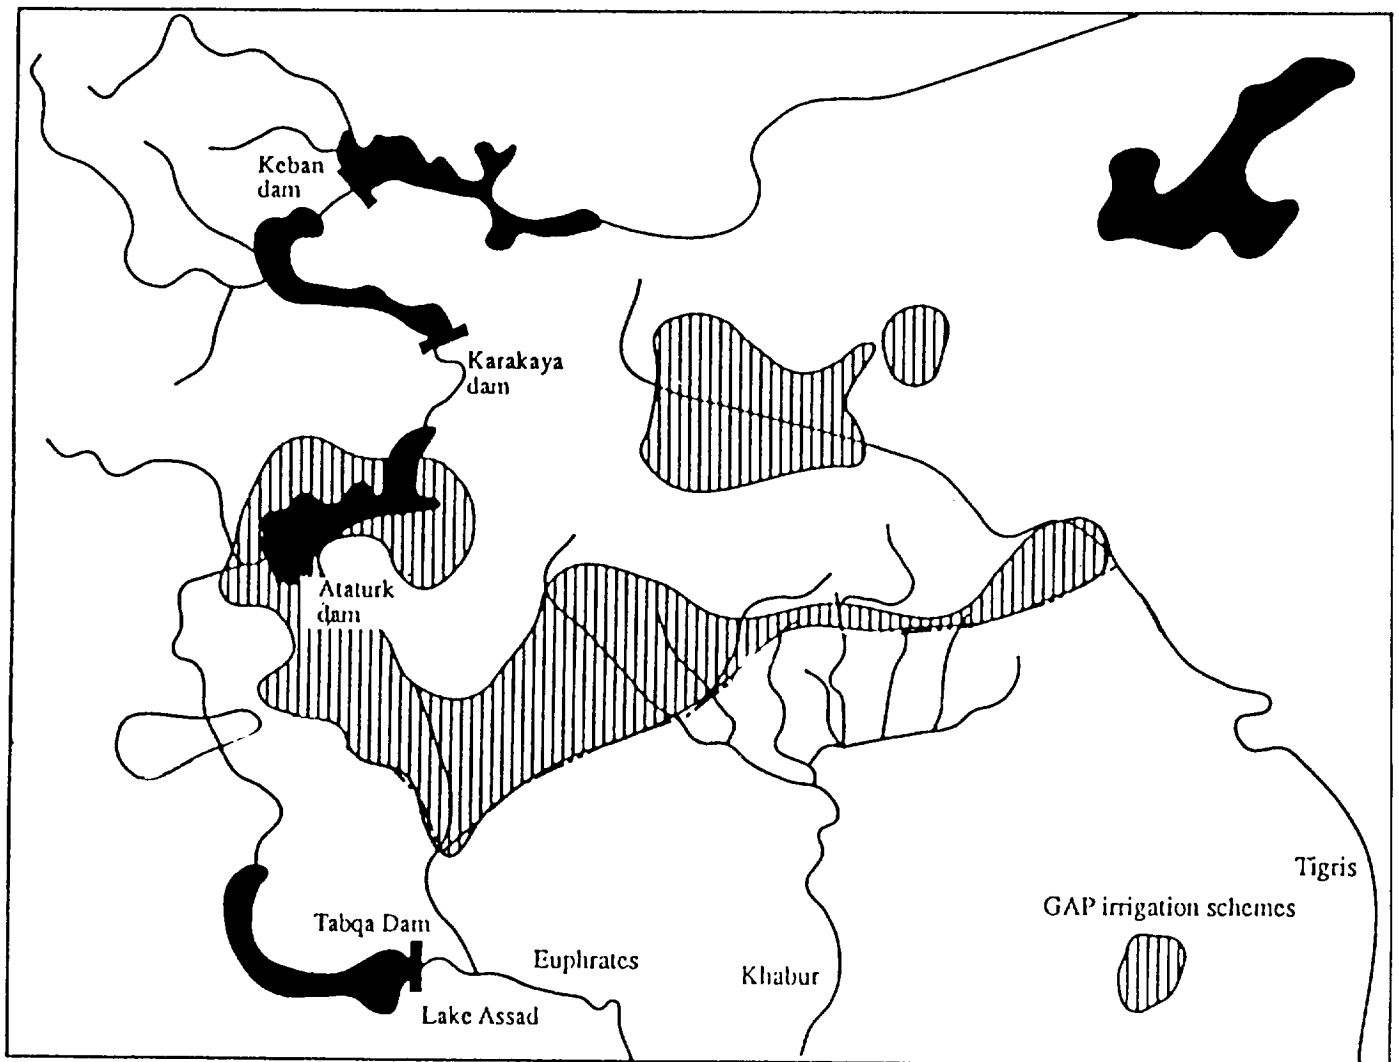 Keban
dam
Karakaya
dam
Ataturk
dam
Tigris
GAP irrigation schemes
Tabqa Dam
Euphrates
Khabur
Lake Assad